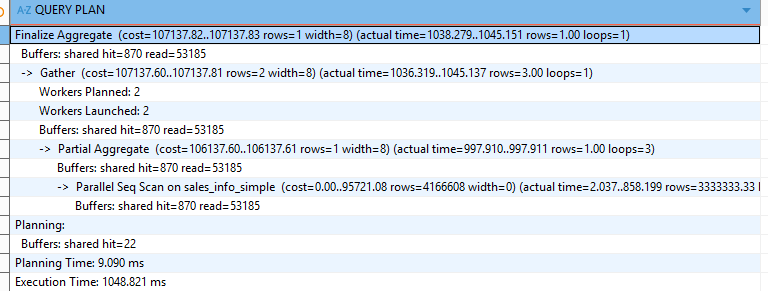 A-Z QUERY PLAN
Finalize Aggregate (cost=107137.82..107137.83 rows=1 width=8) (actual time=1038.279..1045.151 rows=1.00 loops=1)
Buffers: shared hit=870 read=53185
-> Gather (cost=107137.60..107137.81 rows=2 width=8) (actual time=1036.319..1045.137 rows=3.00 loops=1)
Workers Planned: 2
Workers Launched: 2
Buffers: shared hit=870 read=53185
-> Partial Aggregate (cost=106137.60..106137.61 rows=1 width=8) (actual time=997.910..997.911 rows=1.00 loops=3)
Buffers: shared hit=870 read=53185
-> Parallel Seq Scan on sales_info_simple (cost=0.00..95721.08 rows=4166608 width=0) (actual time=2.037..858.199 rows=3333333.33
Buffers: shared hit=870 read=53185
Planning:
Buffers: shared hit=22
Planning Time: 9.090 ms
Execution Time: 1048.821 ms